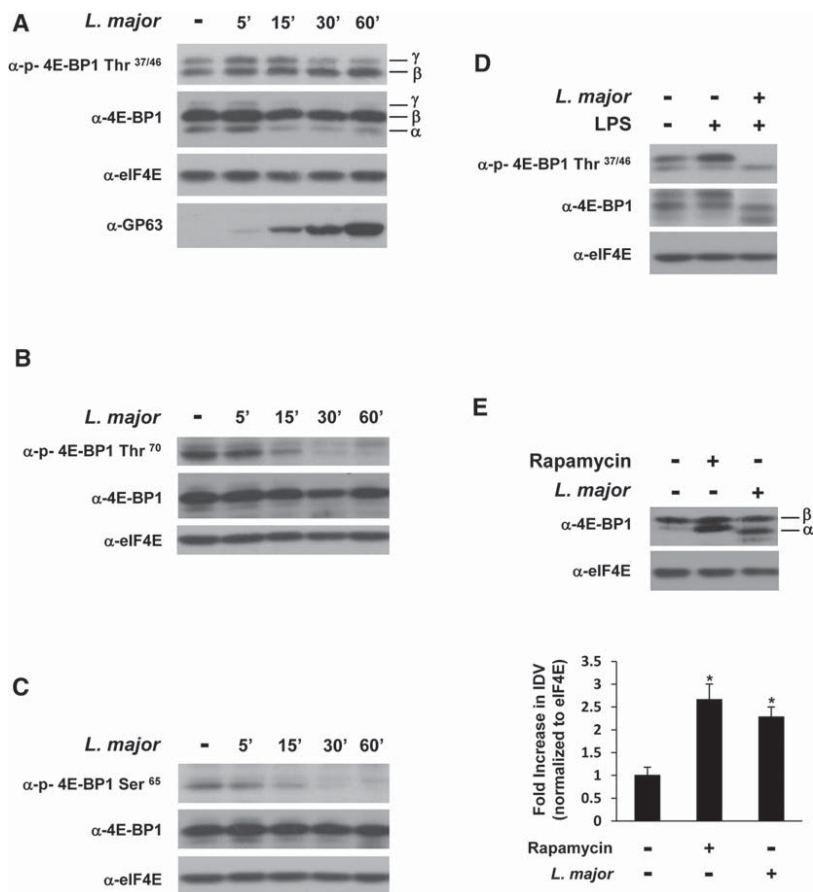 A
L. major - 5' 15' 30' 60'
α-p- 4E-BP1 Thr 37/46
γ
β
α-4E-BP1
γ
β
α
α-eIF4E
α-GP63
B
L. major - 5' 15' 30' 60'
α-p- 4E-BP1 Thr 70
α-4E-BP1
α-eIF4E
C
L. major - 5' 15' 30' 60'
α-p- 4E-BP1 Ser 65
α-4E-BP1
α-eIF4E
D
L. major - - +
LPS - + +
α-p- 4E-BP1 Thr 37/46
α-4E-BP1
α-eIF4E
E
Rapamycin - + -
L. major - - +
α-4E-BP1
β
α
α-eIF4E
Fold Increase in IDV
(normalized to eIF4E)
3.5
3
2.5
2
1.5
1
0.5
0
* *
Rapamycin - + -
L. major - - +